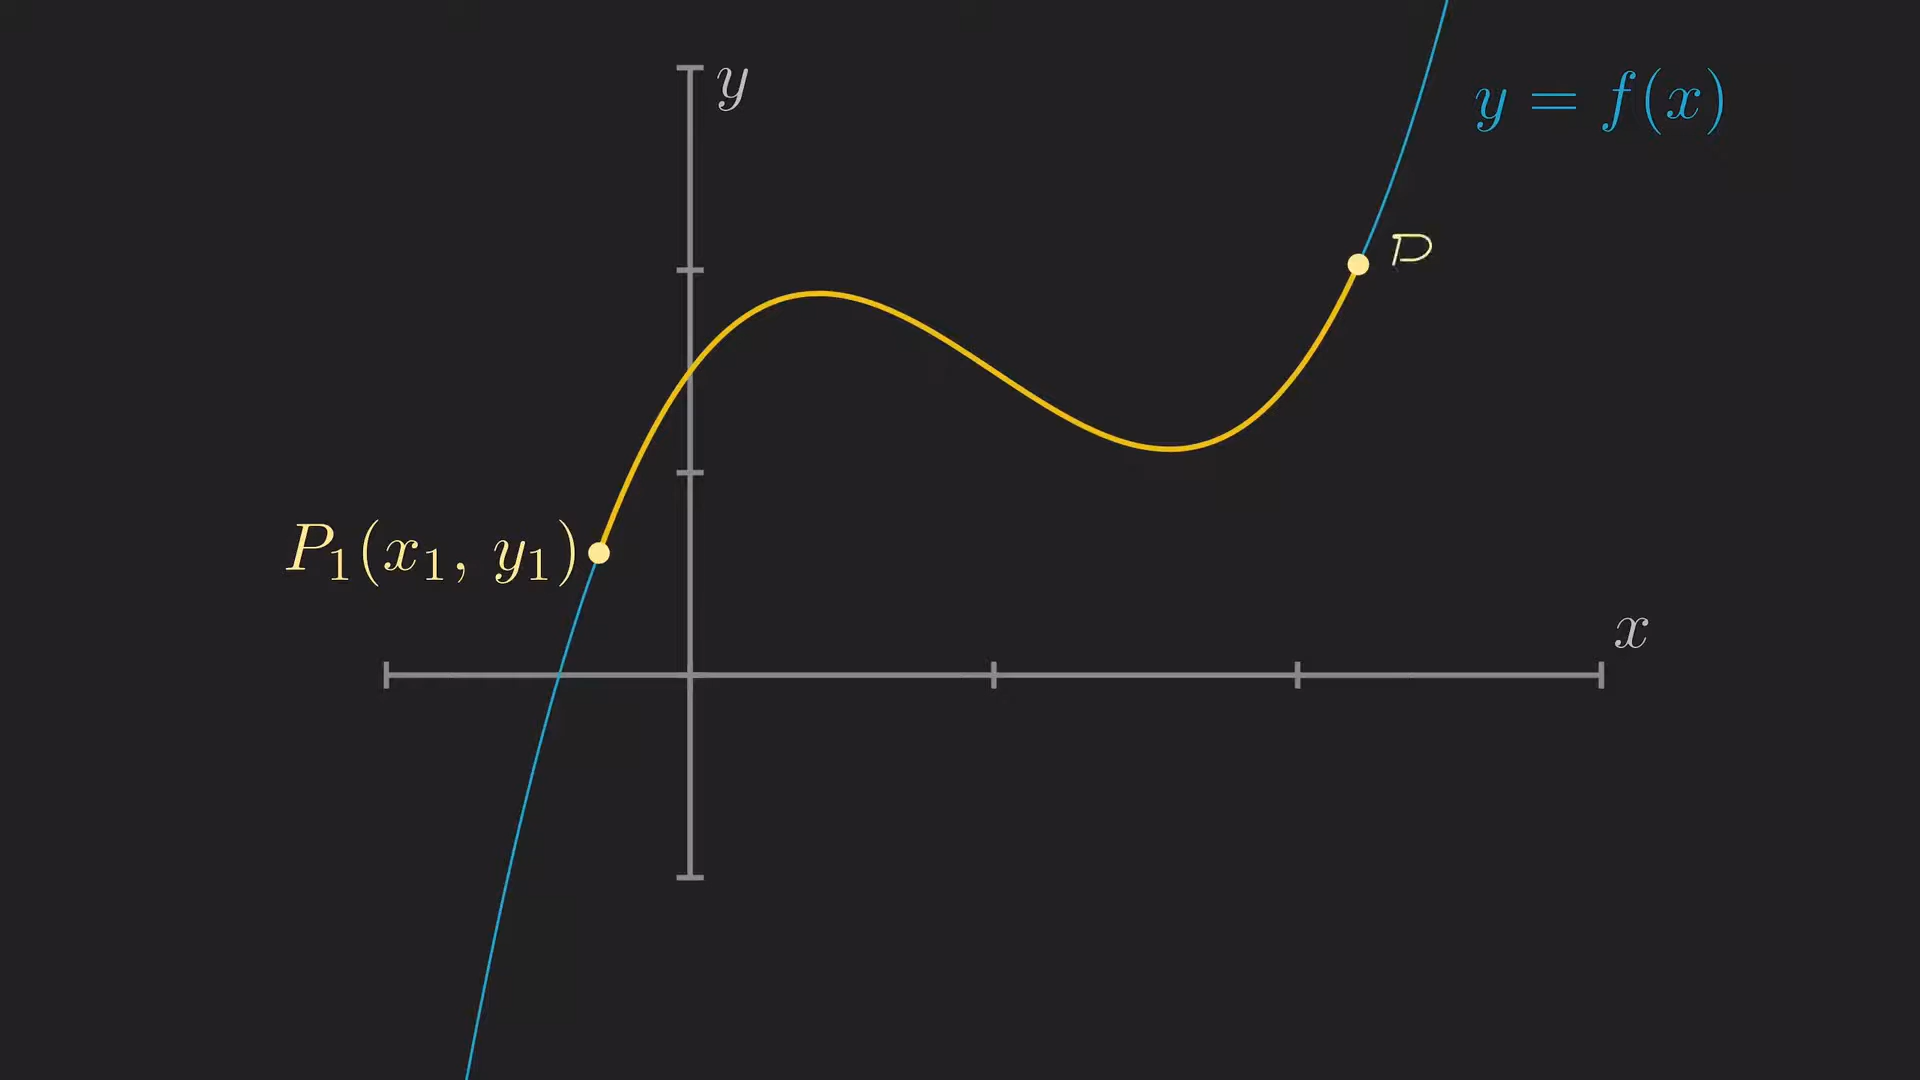 y
y = f(x)
P
P₁(x₁, y₁)
x